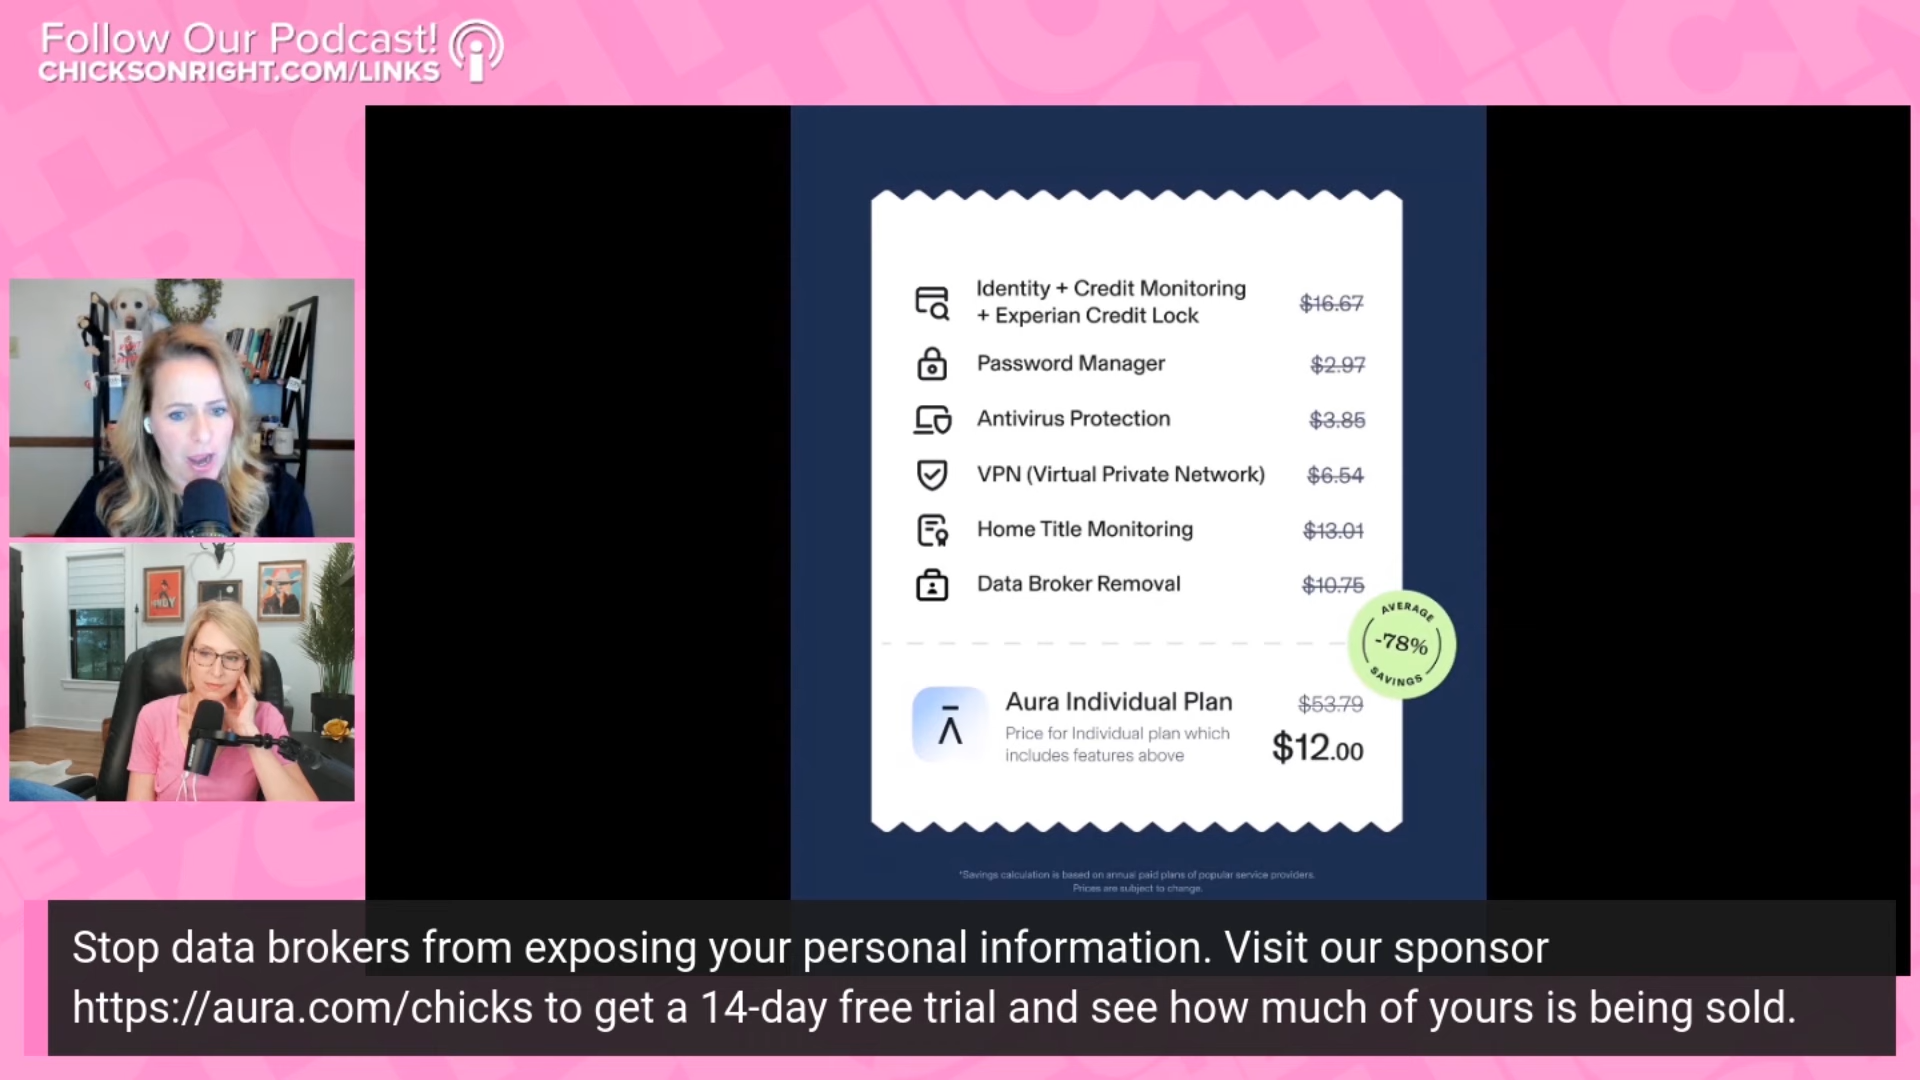 Follow Our Podcast!
CHICKSONRIGHT.COM/LINKS
Identity + Credit Monitoring
+ Experian Credit Lock
$16.67
Password Manager
$2.97
Antivirus Protection
$3.85
VPN (Virtual Private Network)
$6.54
Home Title Monitoring
$13.01
Data Broker Removal
$10.75
AVERAGE
-78%
SAVINGS
Aura Individual Plan
$53.79
Price for Individual plan which
includes features above
$12.00
*Savings calculation is based on annual paid plans of popular service providers.
Prices are subject to change.
Stop data brokers from exposing your personal information. Visit our sponsor
https://aura.com/chicks to get a 14-day free trial and see how much of yours is being sold.